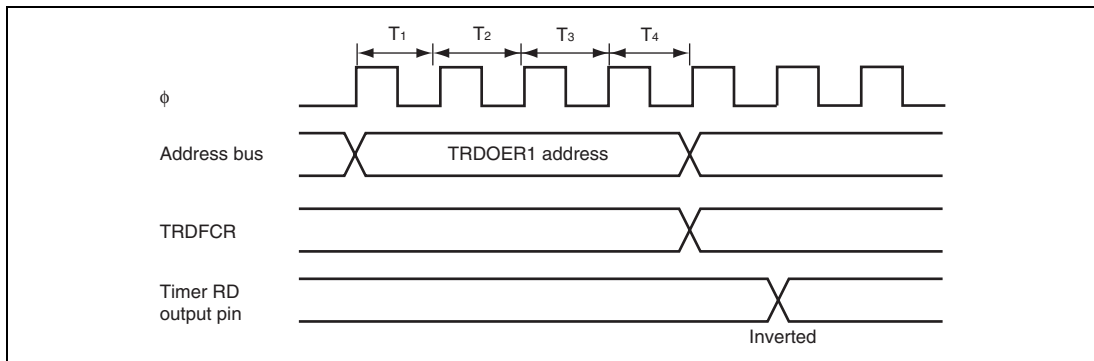 T1 T2 T3 T4
φ
Address bus
TRDOER1 address
TRDFCR
Timer RD
output pin
Inverted